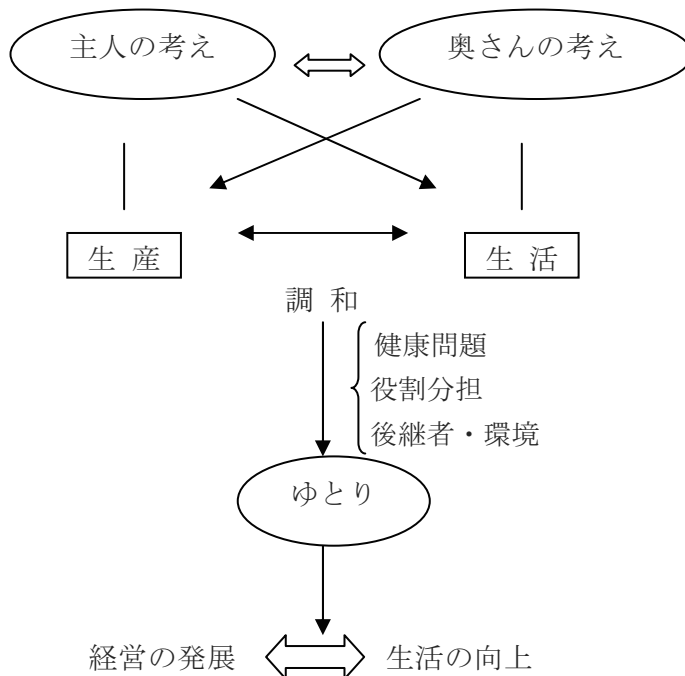 主人の考え
奥さんの考え
生 産
生 活
調 和
健康問題
役割分担
後継者・環境
ゆとり
経営の発展
生活の向上